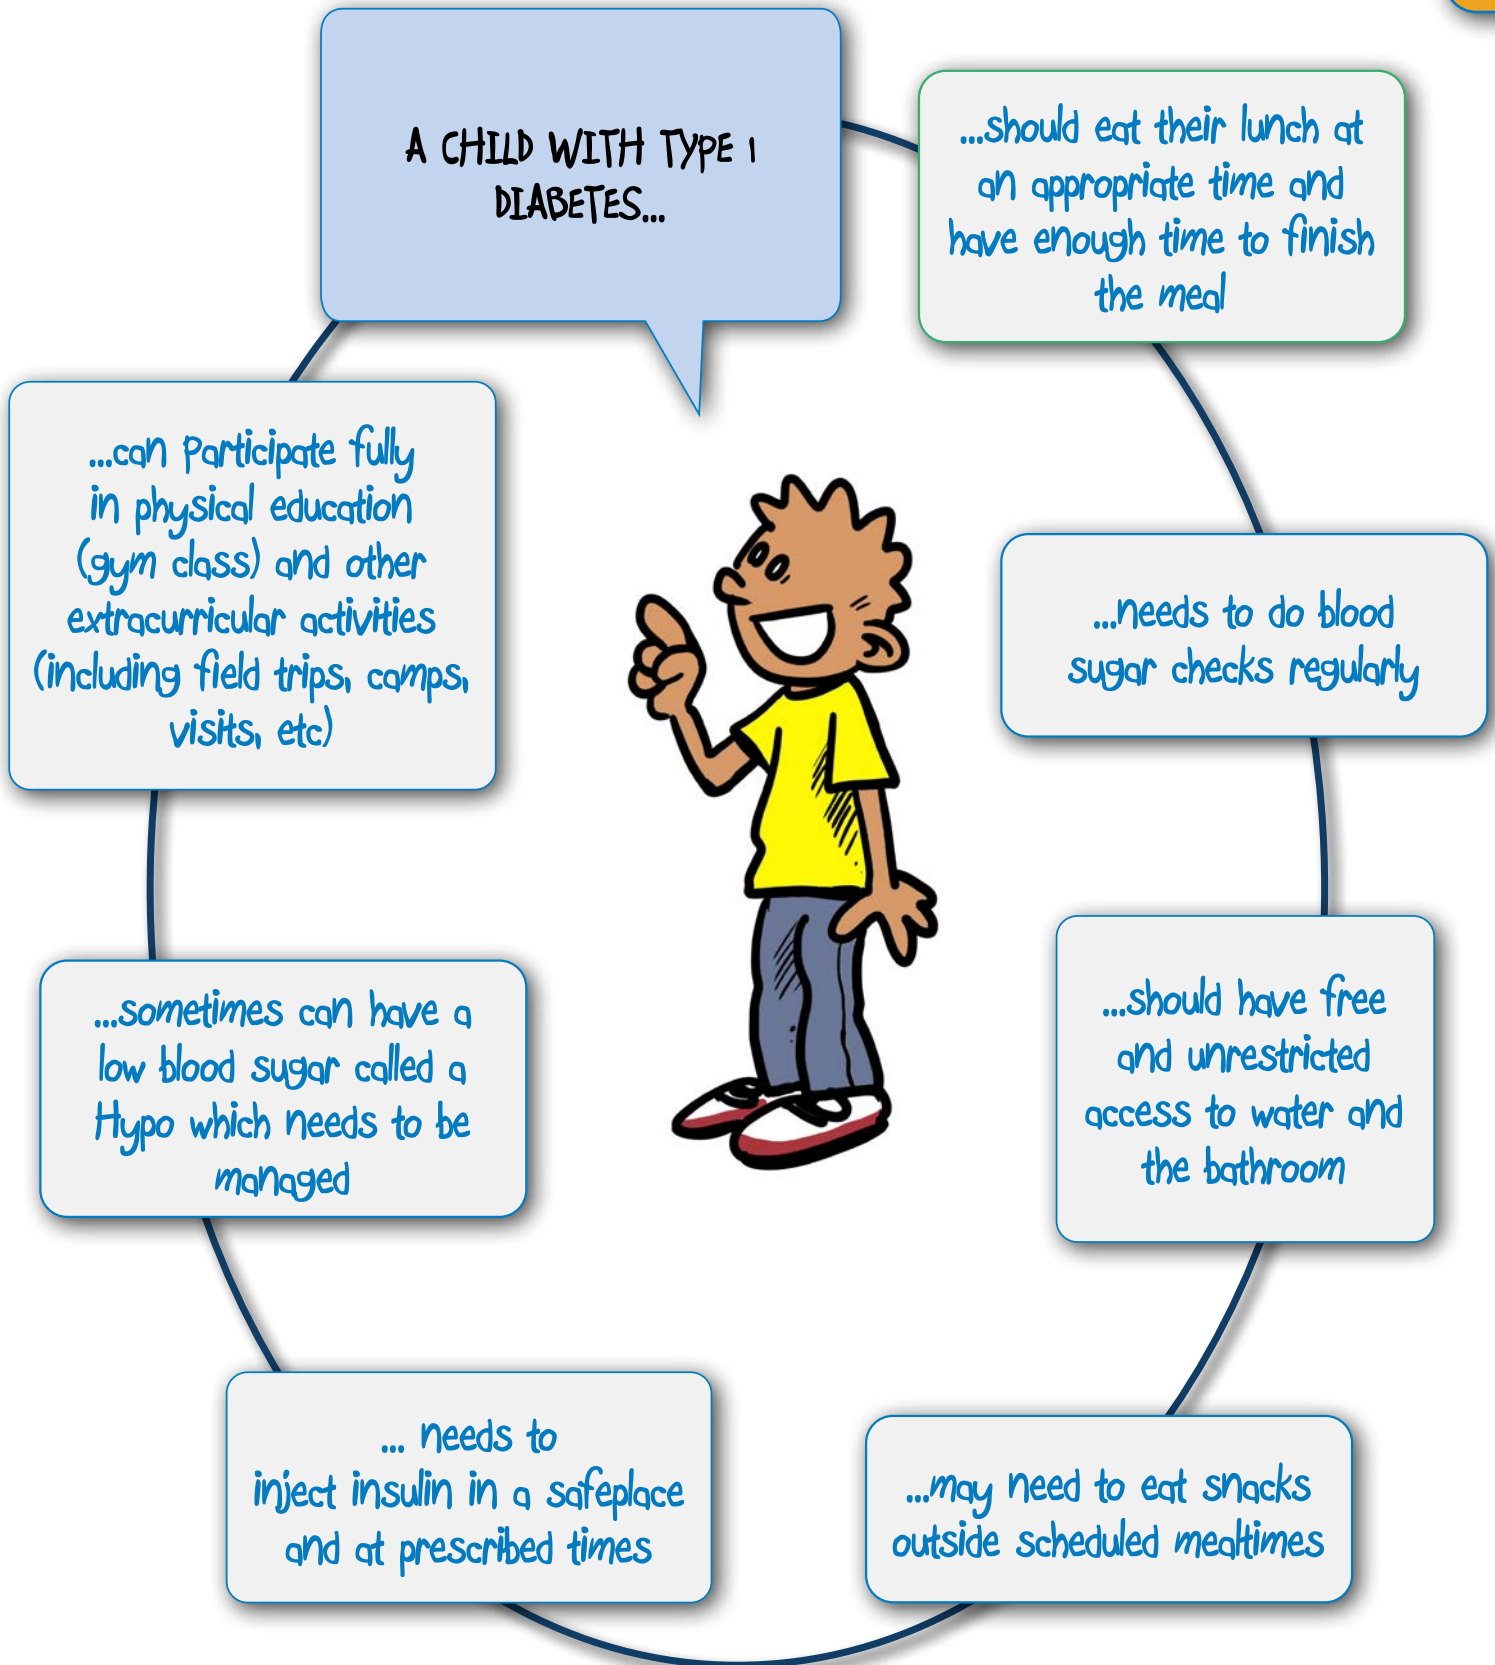 A CHILD WITH TYPE 1
DIABETES...
...should eat their lunch at
an appropriate time and
have enough time to finish
the meal
...needs to do blood
sugar checks regularly
...should have free
and unrestricted
access to water and
the bathroom
...may need to eat snacks
outside scheduled mealtimes
... needs to
inject insulin in a safeplace
and at prescribed times
...sometimes can have a
low blood sugar called a
Hypo which needs to be
managed
...can Participate fully
in physical education
(gym class) and other
extracurricular activities
(including field trips, camps,
visits, etc)